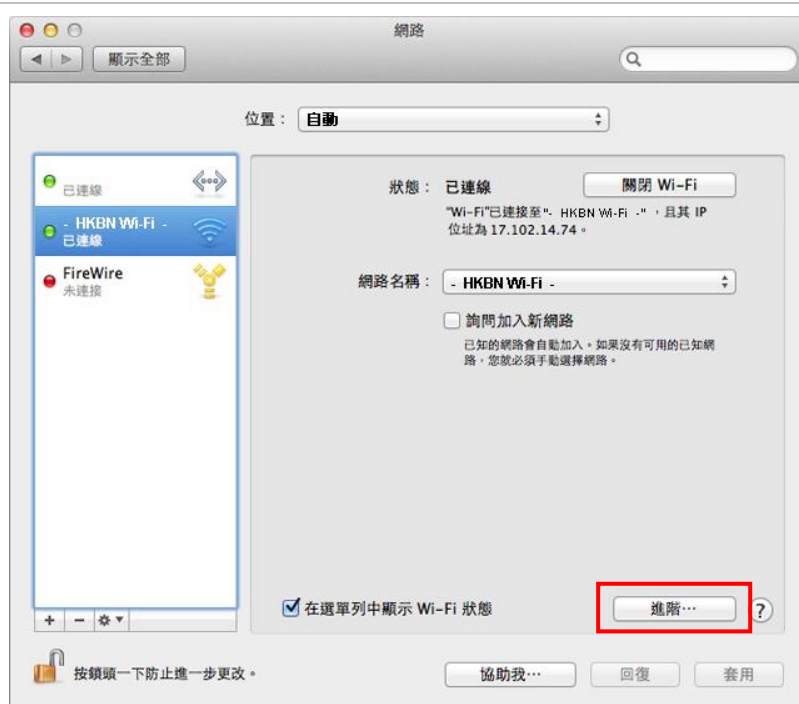 網路
顯示全部
位置： 自動
已連線
- HKBN Wi-Fi -
已連線
FireWire
未連接
狀態： 已連線 關閉 Wi-Fi
"Wi-Fi"已連接至"- HKBN Wi-Fi -"，且其 IP
位址為 17.102.14.74。
網路名稱： - HKBN Wi-Fi -
詢問加入新網路
已知的網路會自動加入。如果沒有可用的已知網
路，您就必須手動選擇網路。
在選單列中顯示 Wi-Fi 狀態 進階… ?
按鎖頭一下防止進一步更改。
協助我… 回復 套用